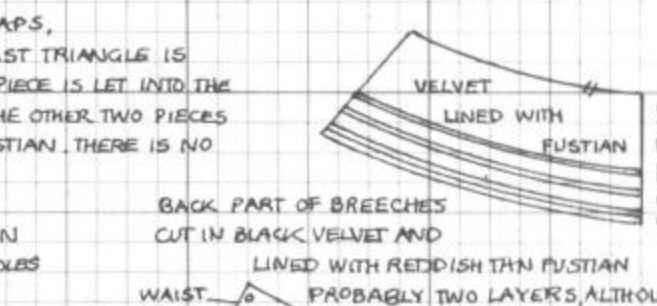 APS,
ST TRIANGLE IS
PIECE IS LET INTO THE
HE OTHER TWO PIECES
STIAN. THERE IS NO
VELVET
LINED WITH
FUSTIAN
BACK PART OF BREECHES
CUT IN BLACK VELVET AND
LINED WITH REDDISH TAN FUSTIAN
N
OLES
WAIST
PROBABLY TWO LAYERS, ALTHOU